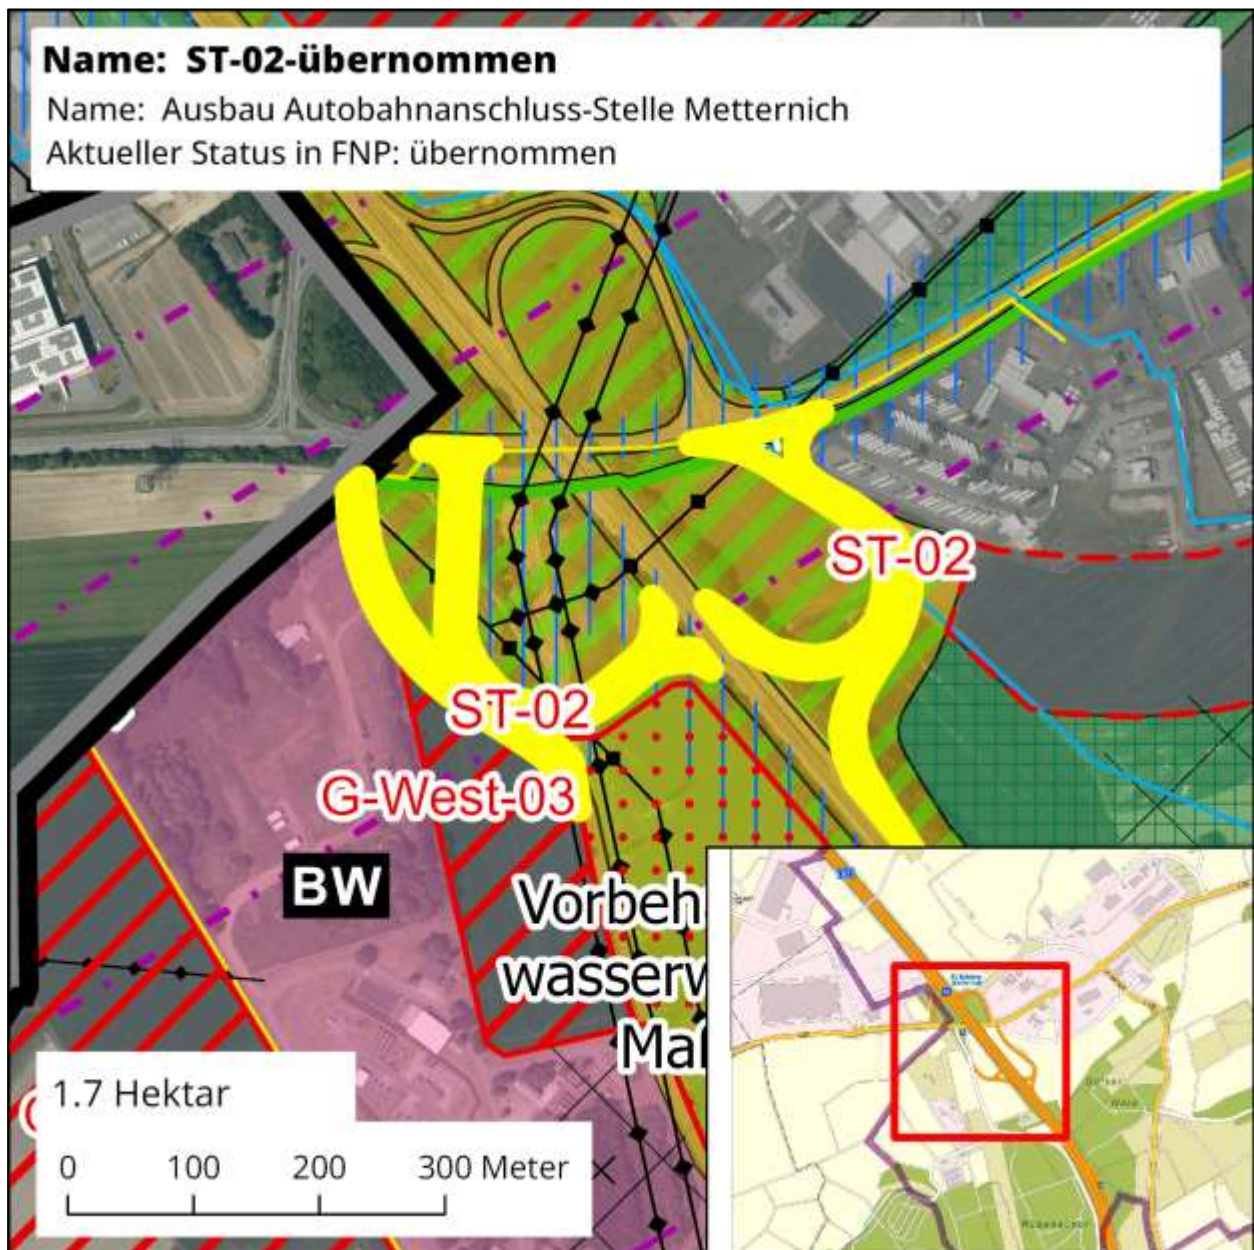 Name: ST-02-übernommen
Name: Ausbau Autobahnanschluss-Stelle Metternich
Aktueller Status in FNP: übernommen
ST-02
ST-02
G-West-03
BW
Vorbeh
wasserw
Maß
1.7 Hektar
0 100 200 300 Meter